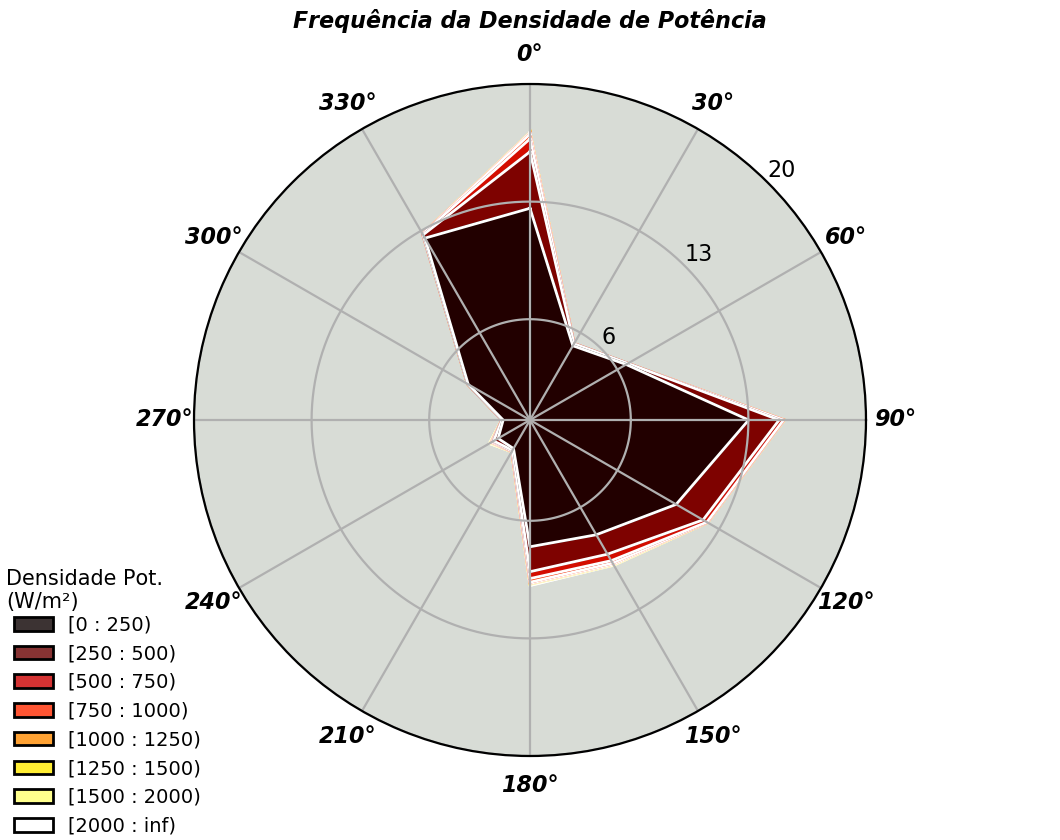 Frequência da Densidade de Potência
0°
330°
30°
20
300°
60°
13
6
270°
90°
240°
120°
210°
150°
180°
Densidade Pot.
(W/m²)
[0 : 250)
[250 : 500)
[500 : 750)
[750 : 1000)
[1000 : 1250)
[1250 : 1500)
[1500 : 2000)
[2000 : inf)